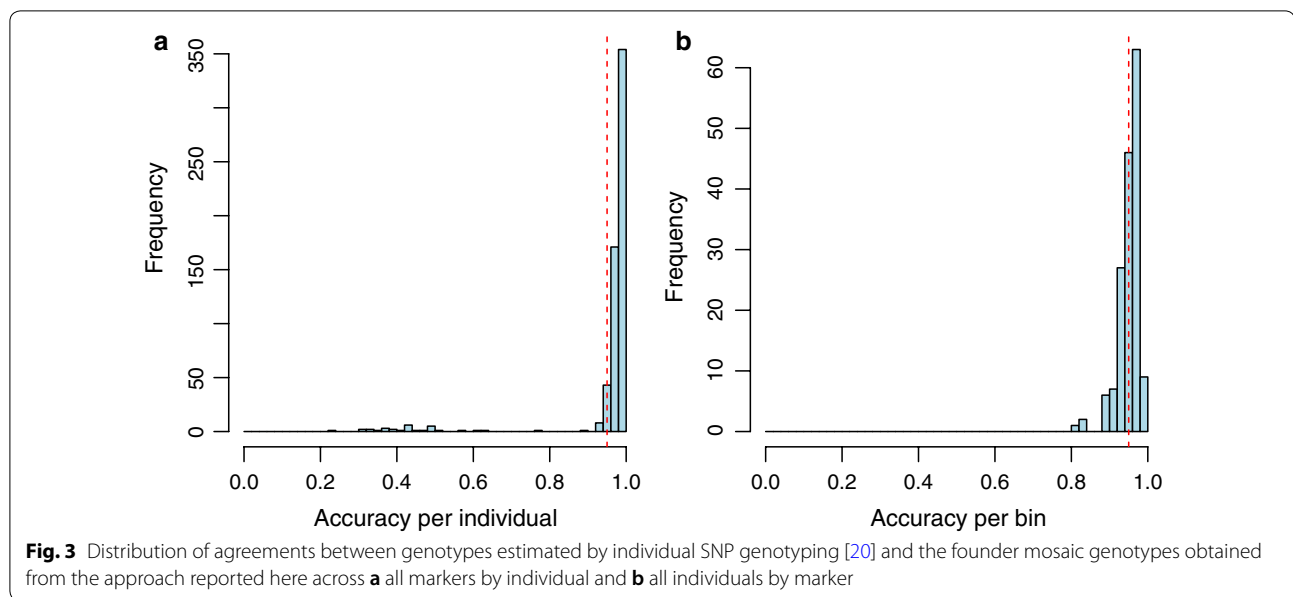 a
350
250
150
50
0
Frequency
0.0 0.2 0.4 0.6 0.8 1.0
Accuracy per individual
b
60
50
40
30
20
10
0
Frequency
0.0 0.2 0.4 0.6 0.8 1.0
Accuracy per bin
Fig. 3 Distribution of agreements between genotypes estimated by individual SNP genotyping [20] and the founder mosaic genotypes obtained
from the approach reported here across a all markers by individual and b all individuals by marker